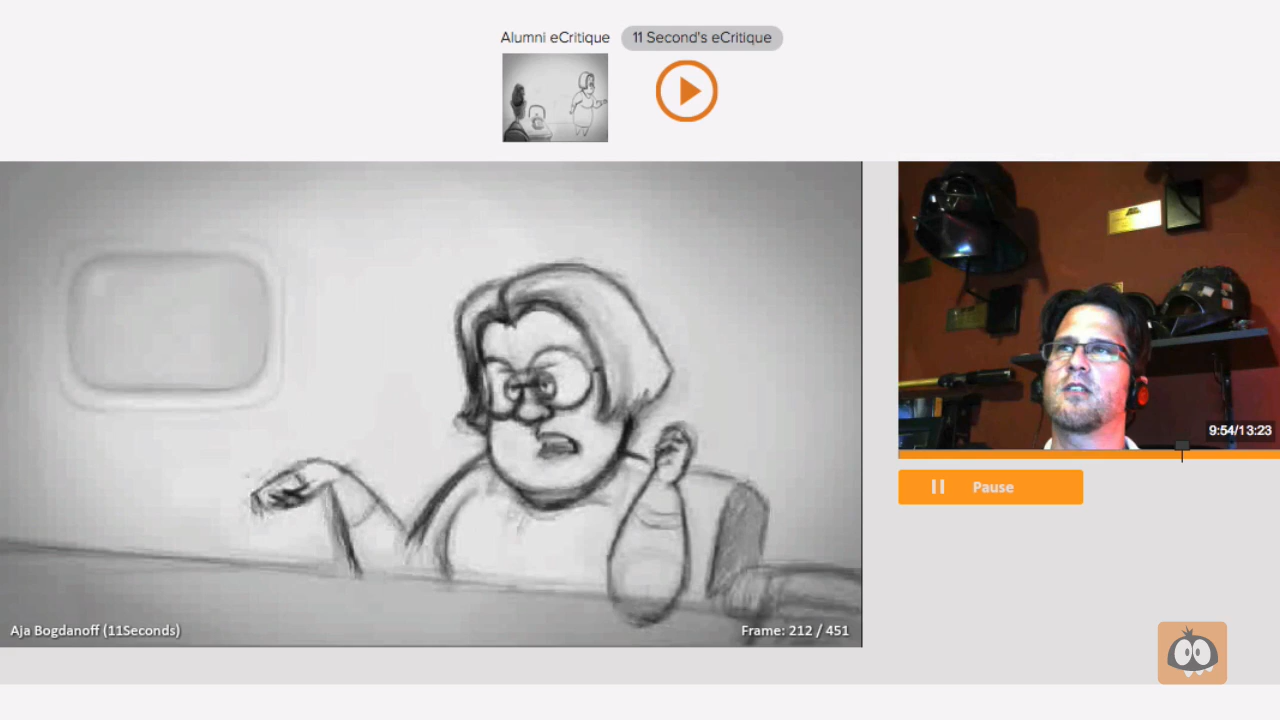 Alumni eCritique
11 Second's eCritique
9:54/13:23
Pause
Aja Bogdanoff (11Seconds)
Frame: 212 / 451